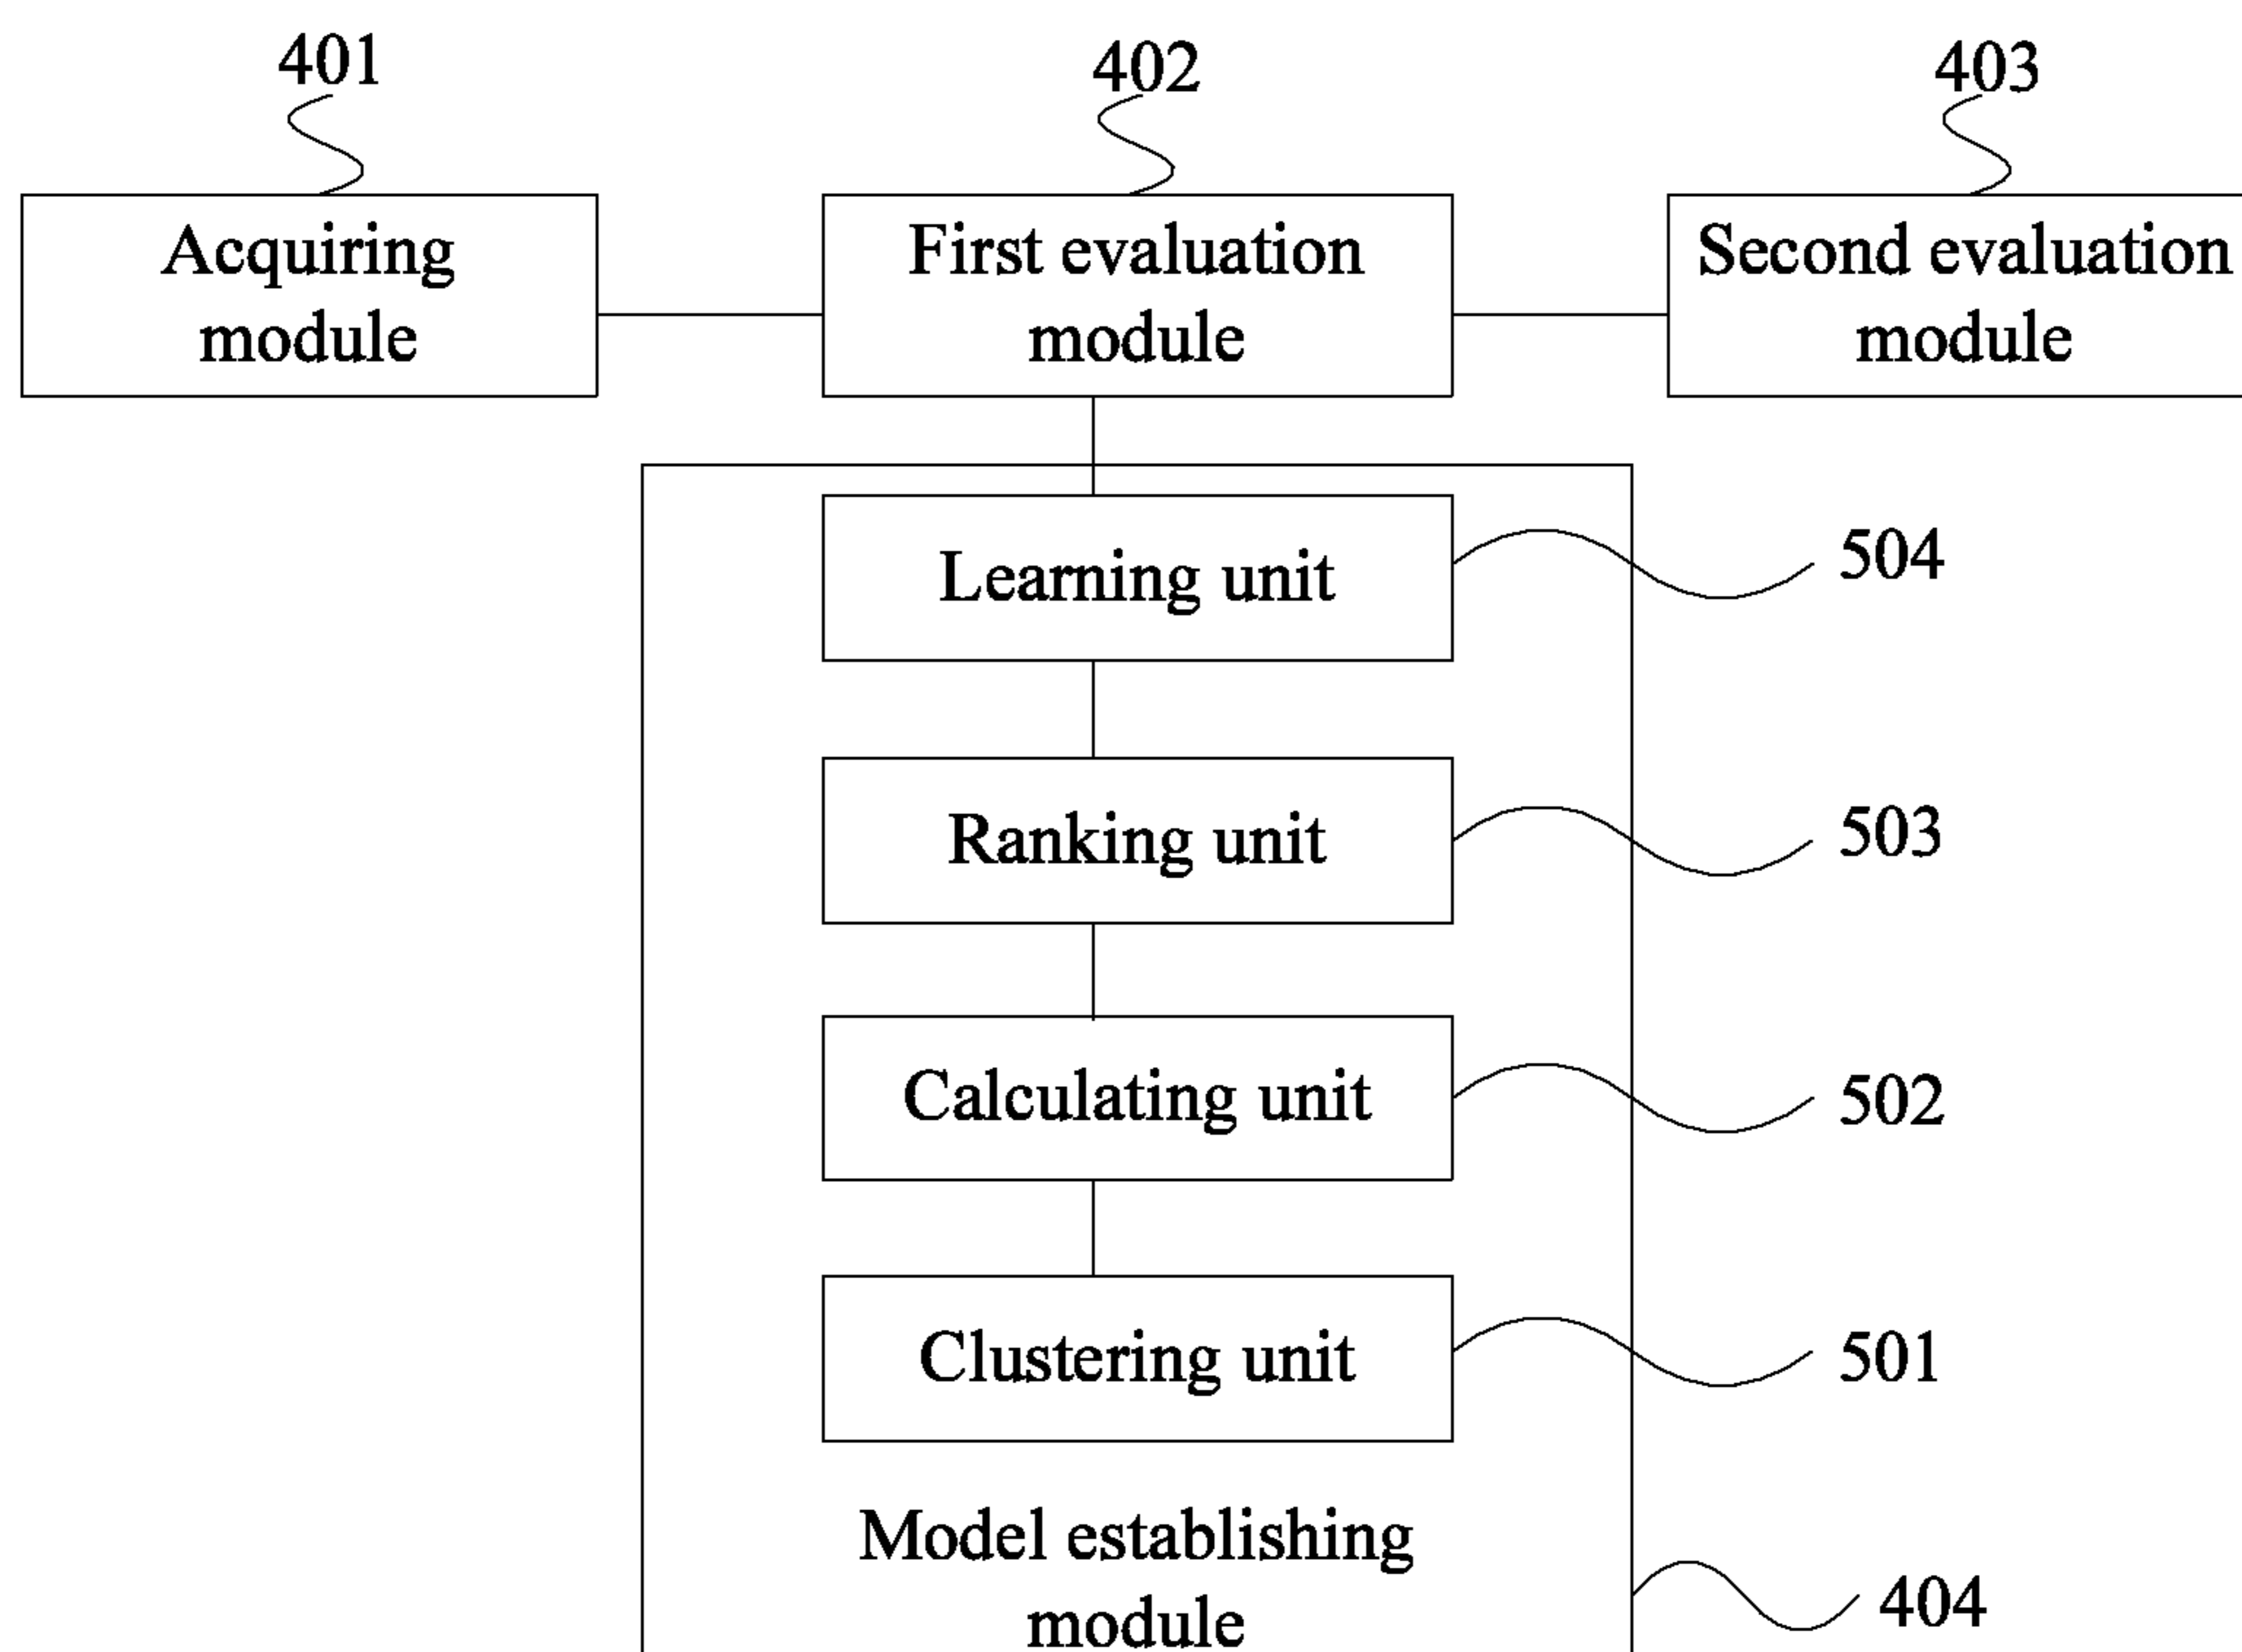 401
402
403
Acquiring
module
First evaluation
module
Second evaluation
module
Learning unit
504
Ranking unit
503
Calculating unit
502
Clustering unit
501
Model establishing
module
404